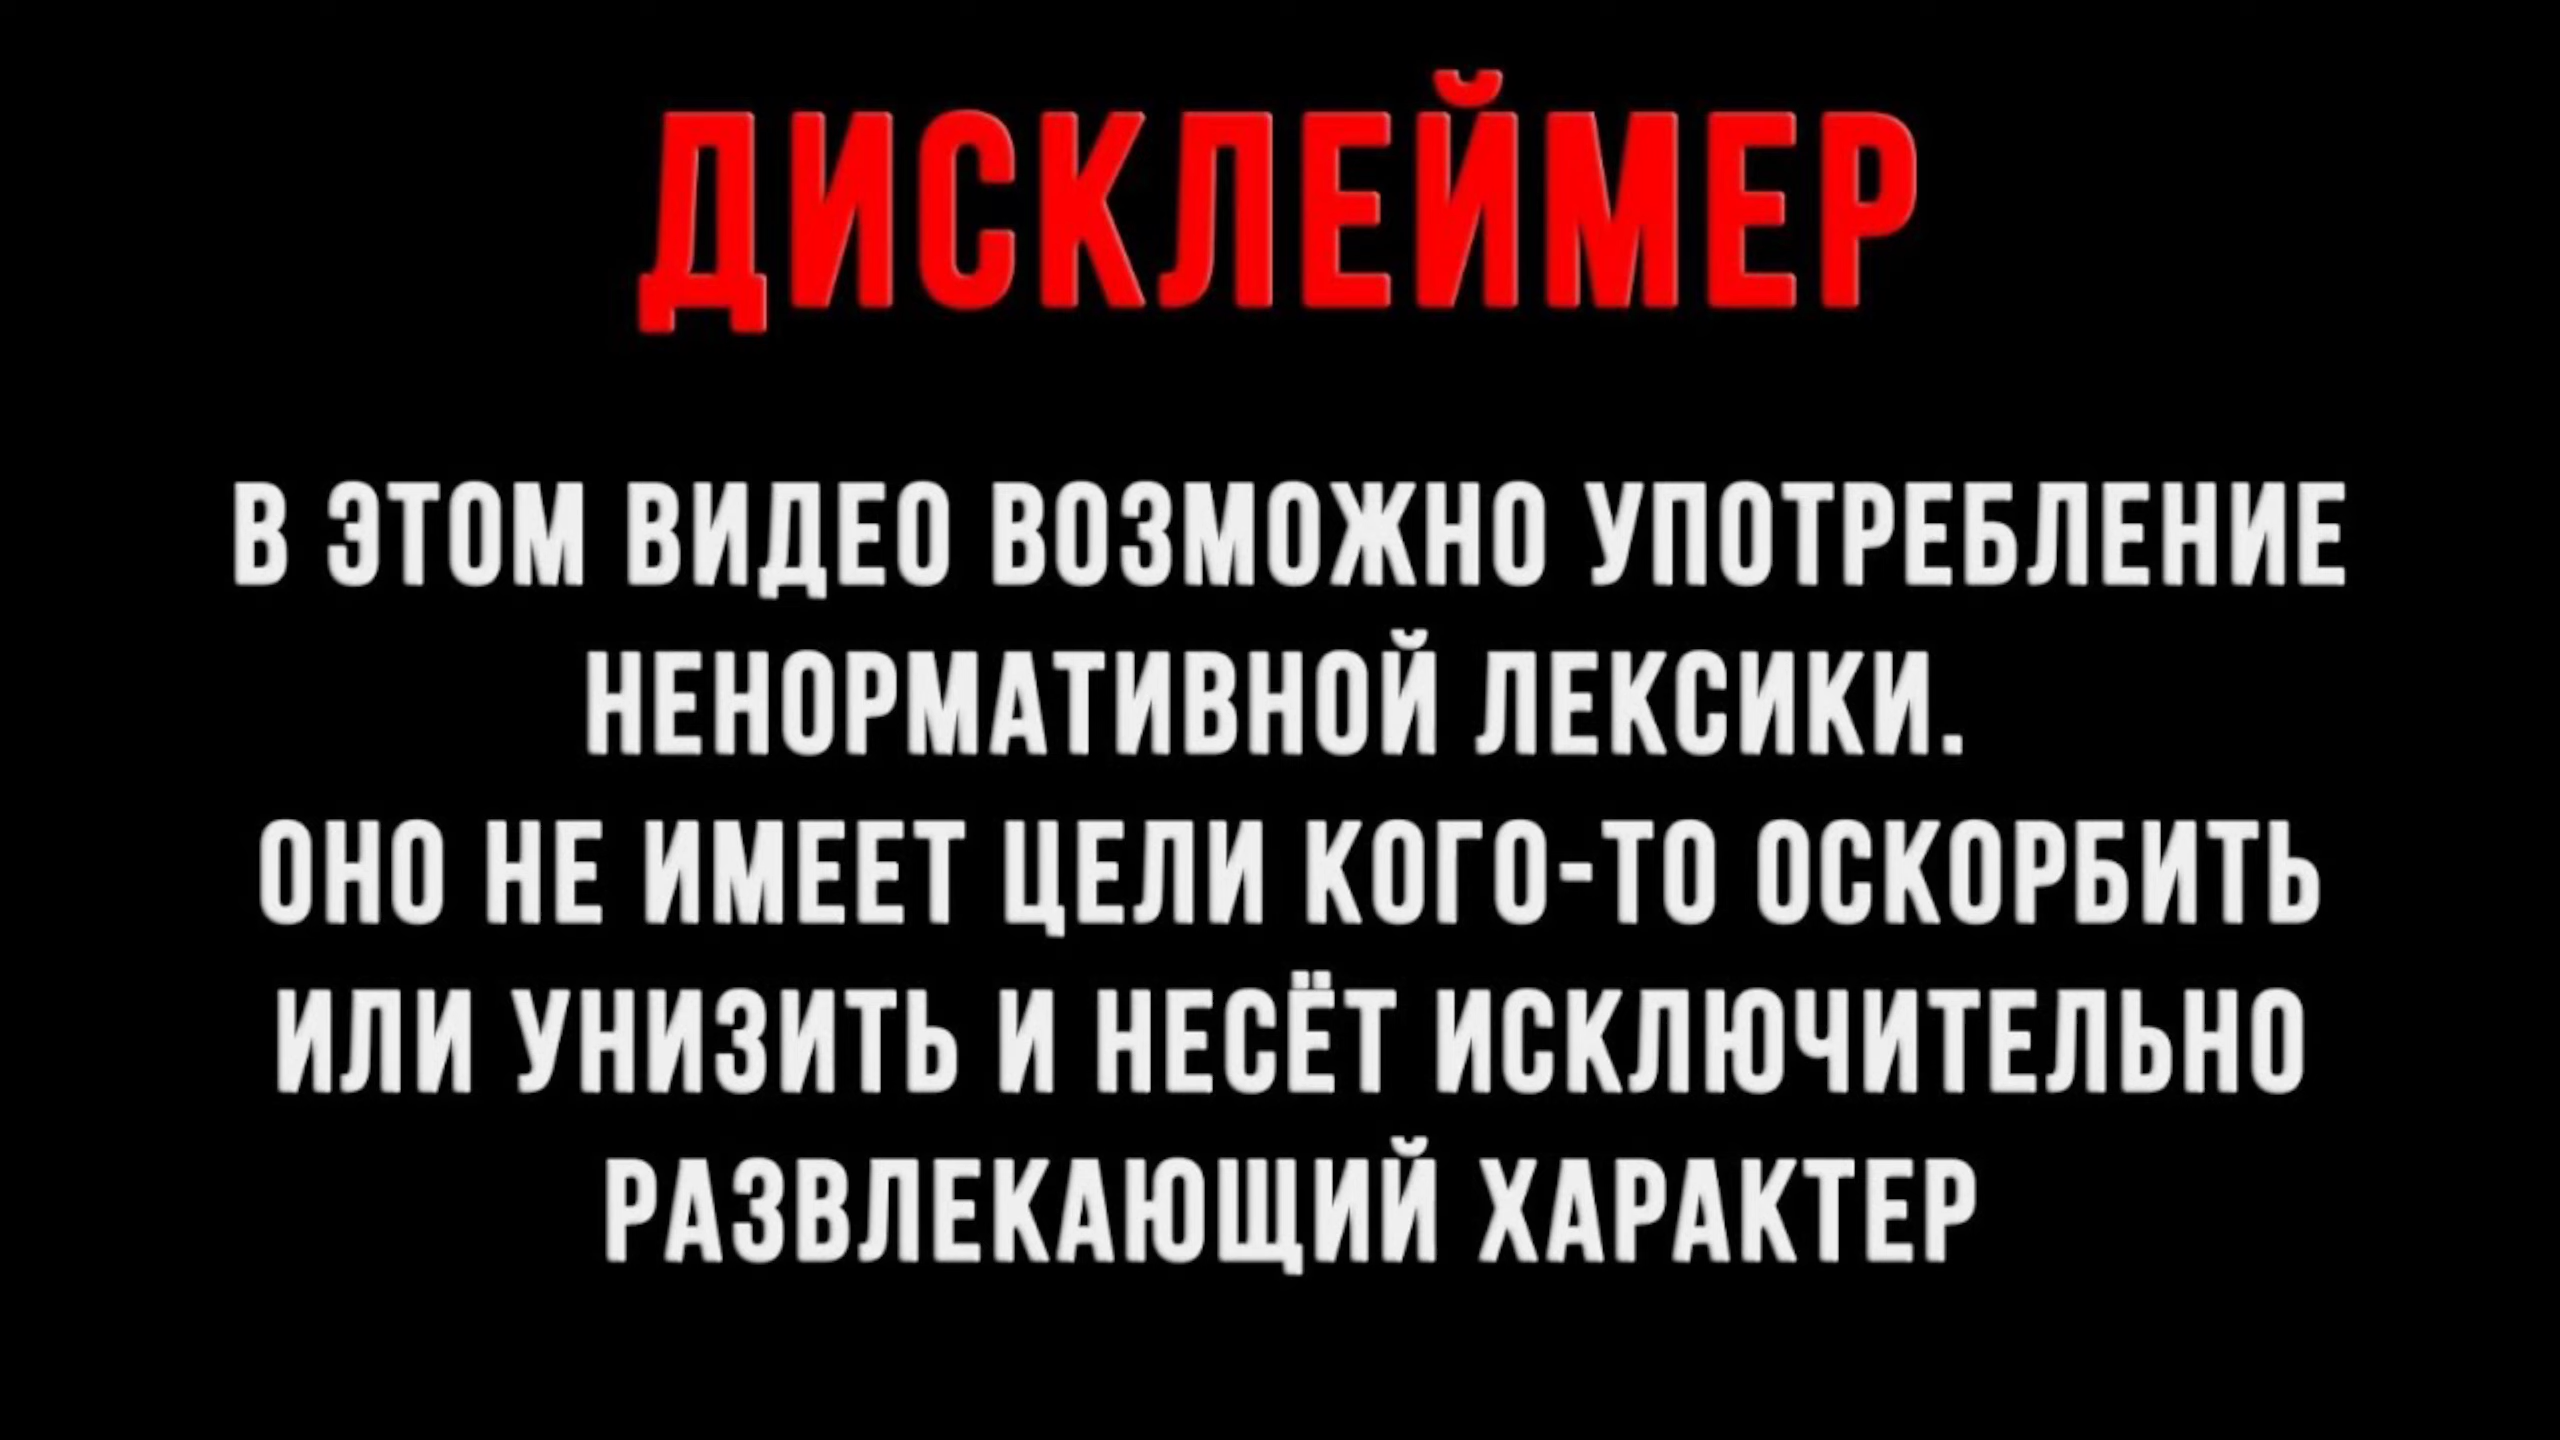 ДИСКЛЕЙМЕР
В ЭТОМ ВИДЕО ВОЗМОЖНО УПОТРЕБЛЕНИЕ
НЕНОРМАТИВНОЙ ЛЕКСИКИ.
ОНО НЕ ИМЕЕТ ЦЕЛИ КОГО-ТО ОСКОРБИТЬ
ИЛИ УНИЗИТЬ И НЕСЁТ ИСКЛЮЧИТЕЛЬНО
РАЗВЛЕКАЮЩИЙ ХАРАКТЕР